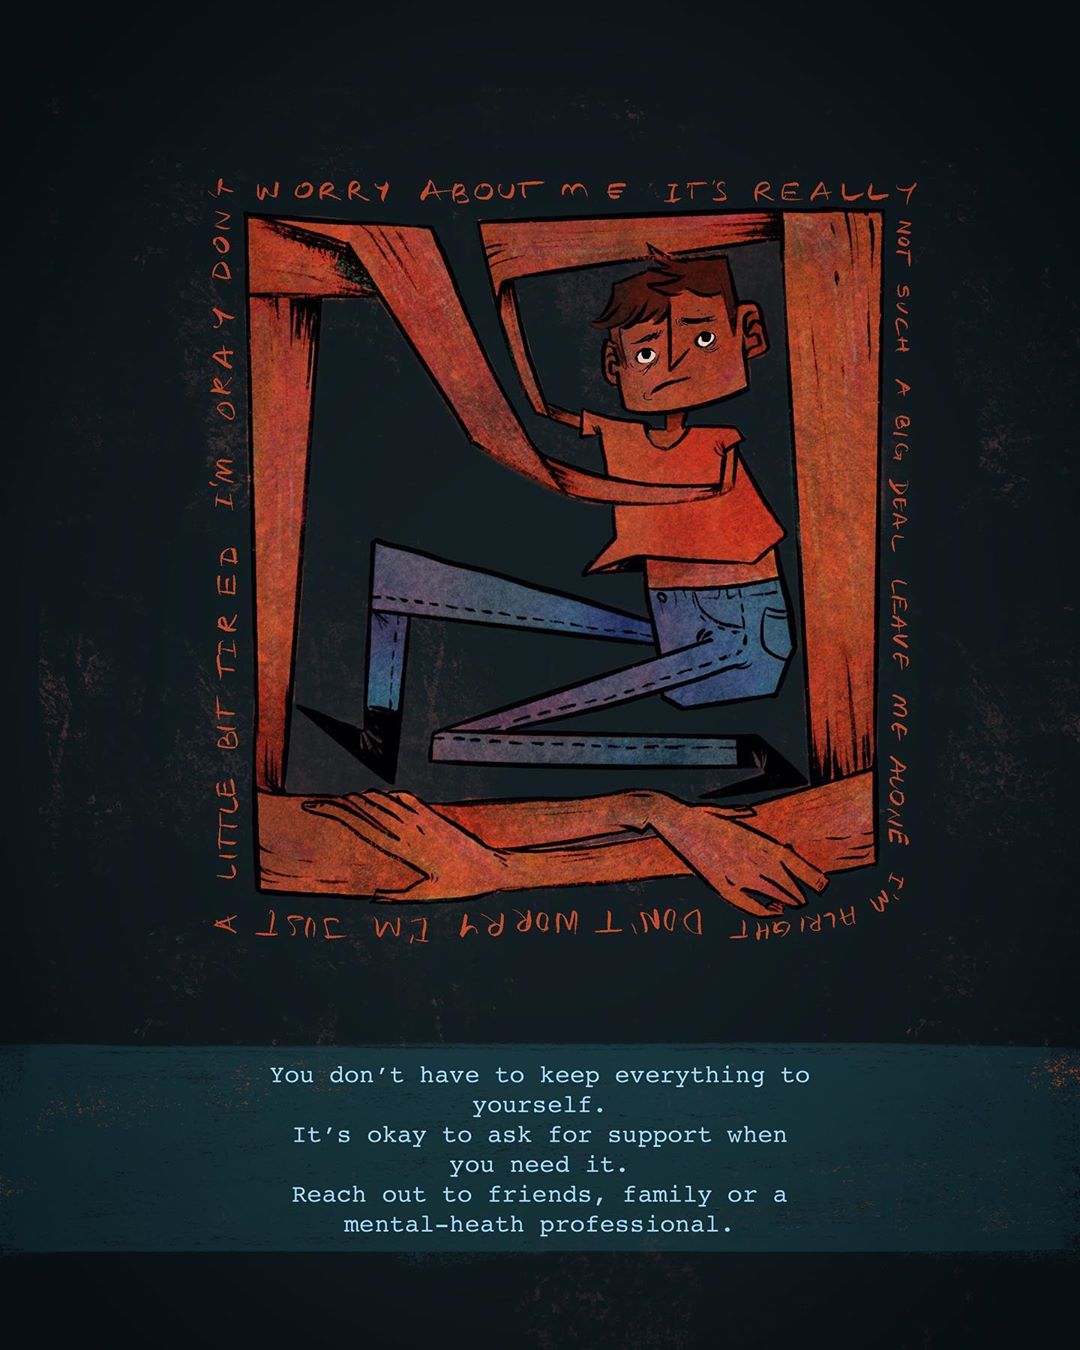 WORRY ABOUT ME IT'S REALLY
NOT SUCH A BIG DEAL LEAVE ME ALONE I'M
ALRIGHT DON'T WORRY I'M JUST
A LITTLE BIT TIRED I'M OKAY DON'T
You don't have to keep everything to
yourself.
It's okay to ask for support when
you need it.
Reach out to friends, family or a
mental-heath professional.